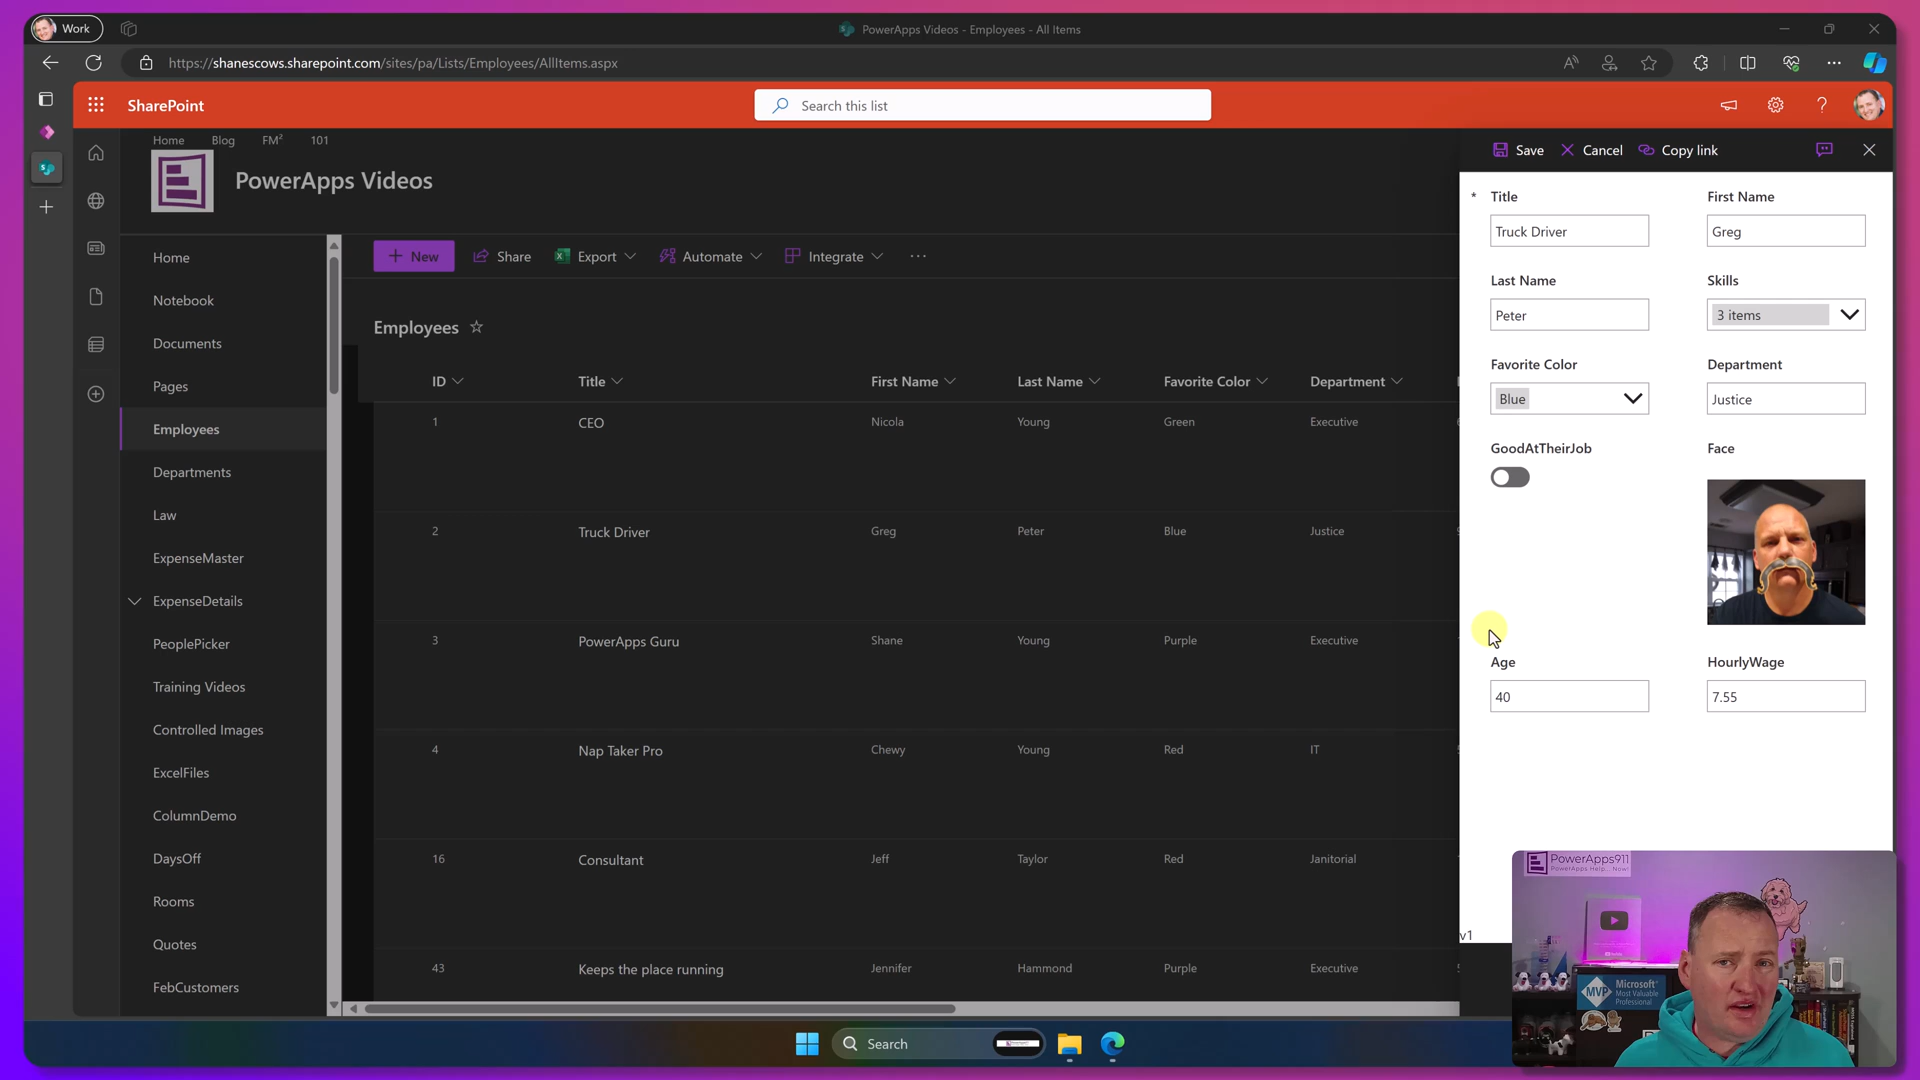 Work
PowerApps Videos - Employees - All Items
https://shanescows.sharepoint.com/sites/pa/Lists/Employees/AllItems.aspx
SharePoint
Search this list
Home Blog FM² 101
PowerApps Videos
Save Cancel Copy link
New Share Export Automate Integrate
Home
Notebook
Documents
Pages
Employees
Departments
Law
ExpenseMaster
ExpenseDetails
PeoplePicker
Training Videos
Controlled Images
ExcelFiles
ColumnDemo
DaysOff
Rooms
Quotes
FebCustomers
Employees
ID Title First Name Last Name Favorite Color Department
1 CEO Nicola Young Green Executive
2 Truck Driver Greg Peter Blue Justice
3 PowerApps Guru Shane Young Purple Executive
4 Nap Taker Pro Chewy Young Red IT
16 Consultant Jeff Taylor Red Janitorial
43 Keeps the place running Jennifer Hammond Purple Executive
* Title First Name
Truck Driver Greg
Last Name Skills
Peter 3 items
Favorite Color Department
Blue Justice
GoodAtTheirJob Face
Age HourlyWage
40 7.55
v1
PowerApps911
PowerApps Help... Now!
MVP Microsoft
Most Valuable
Professional
Search